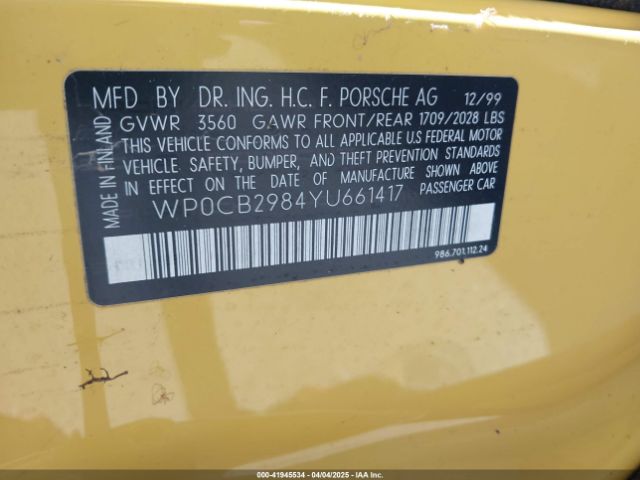 MFD BY DR. ING. H.C. F. PORSCHE AG 12/99
GVWR 3560 GAWR FRONT/REAR 1709/2028 LBS
THIS VEHICLE CONFORMS TO ALL APPLICABLE U.S FEDERAL MOTOR
VEHICLE SAFETY, BUMPER, AND THEFT PREVENTION STANDARDS
IN EFFECT ON THE DATE OF MANUFACTURE SHOWN ABOVE.
WP0CB2984YU661417 PASSENGER CAR
986.701.112.24
MADE IN FINLAND
000-41945534 - 04/04/2025 - IAAI.COM